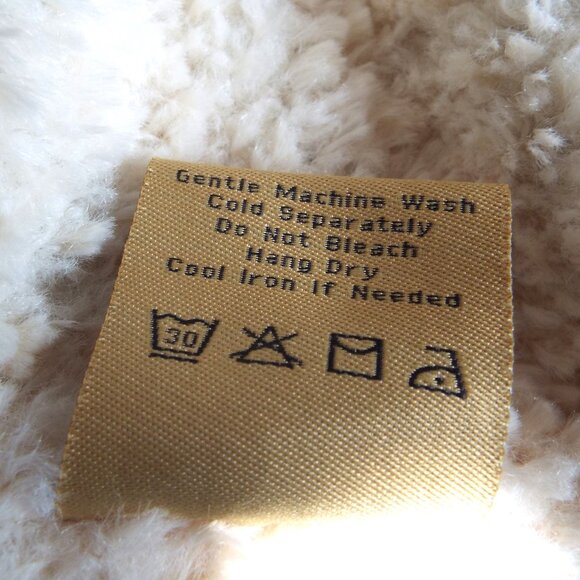 Gentle Machine Wash
Cold Separately
Do Not Bleach
Hang Dry
Cool Iron If Needed
30